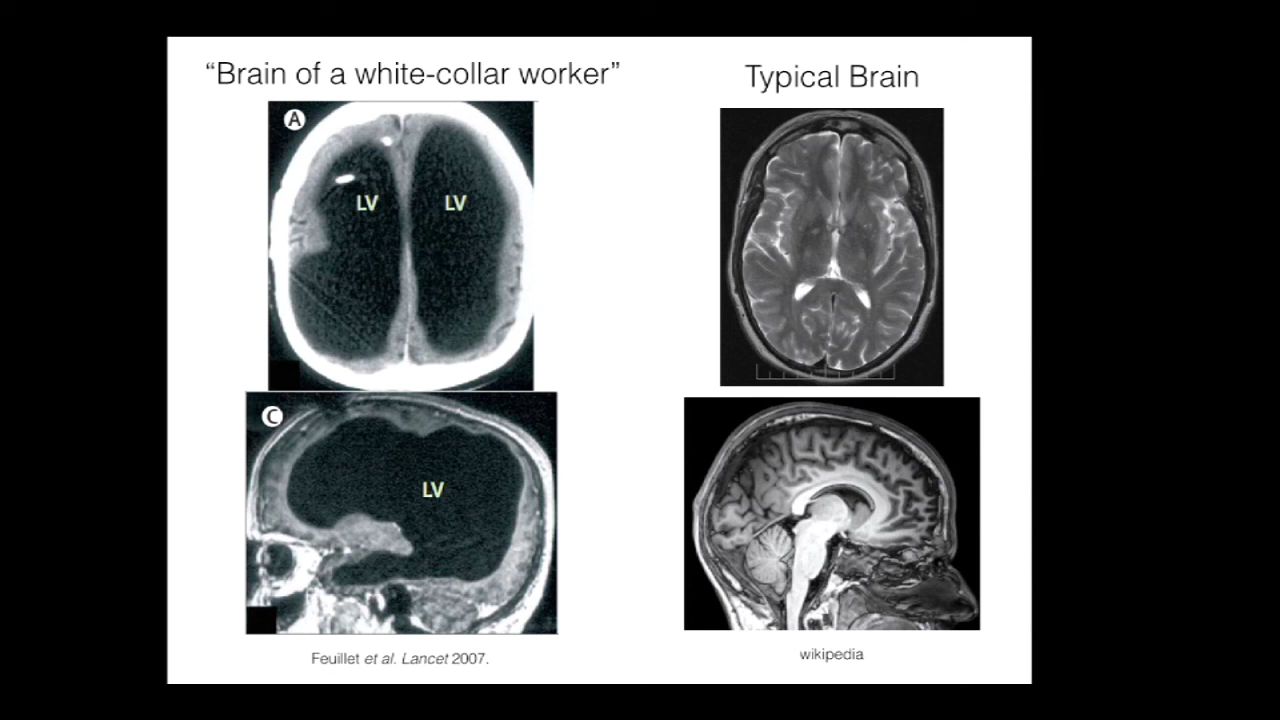 “Brain of a white-collar worker”
Typical Brain
A
LV
LV
C
LV
Feuillet et al. Lancet 2007.
wikipedia